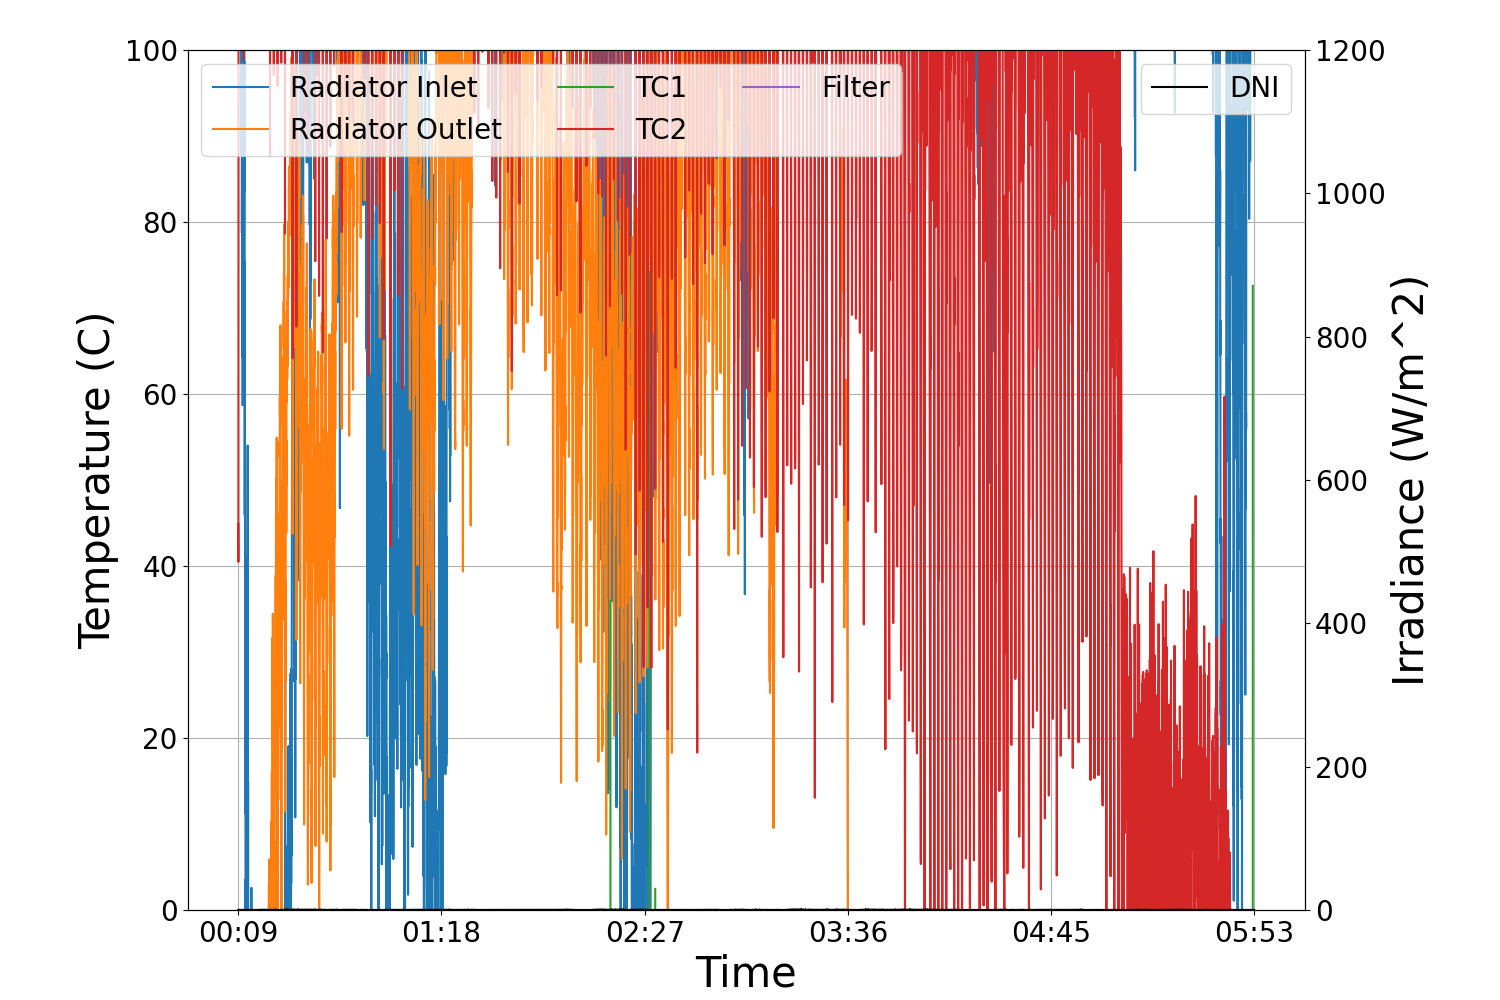 100
80
60
40
20
0
Temperature (C)
Radiator Inlet
Radiator Outlet
TC1
TC2
Filter
DNI
1200
1000
800
600
400
200
0
Irradiance (W/m^2)
00:09
01:18
02:27
03:36
04:45
05:53
Time